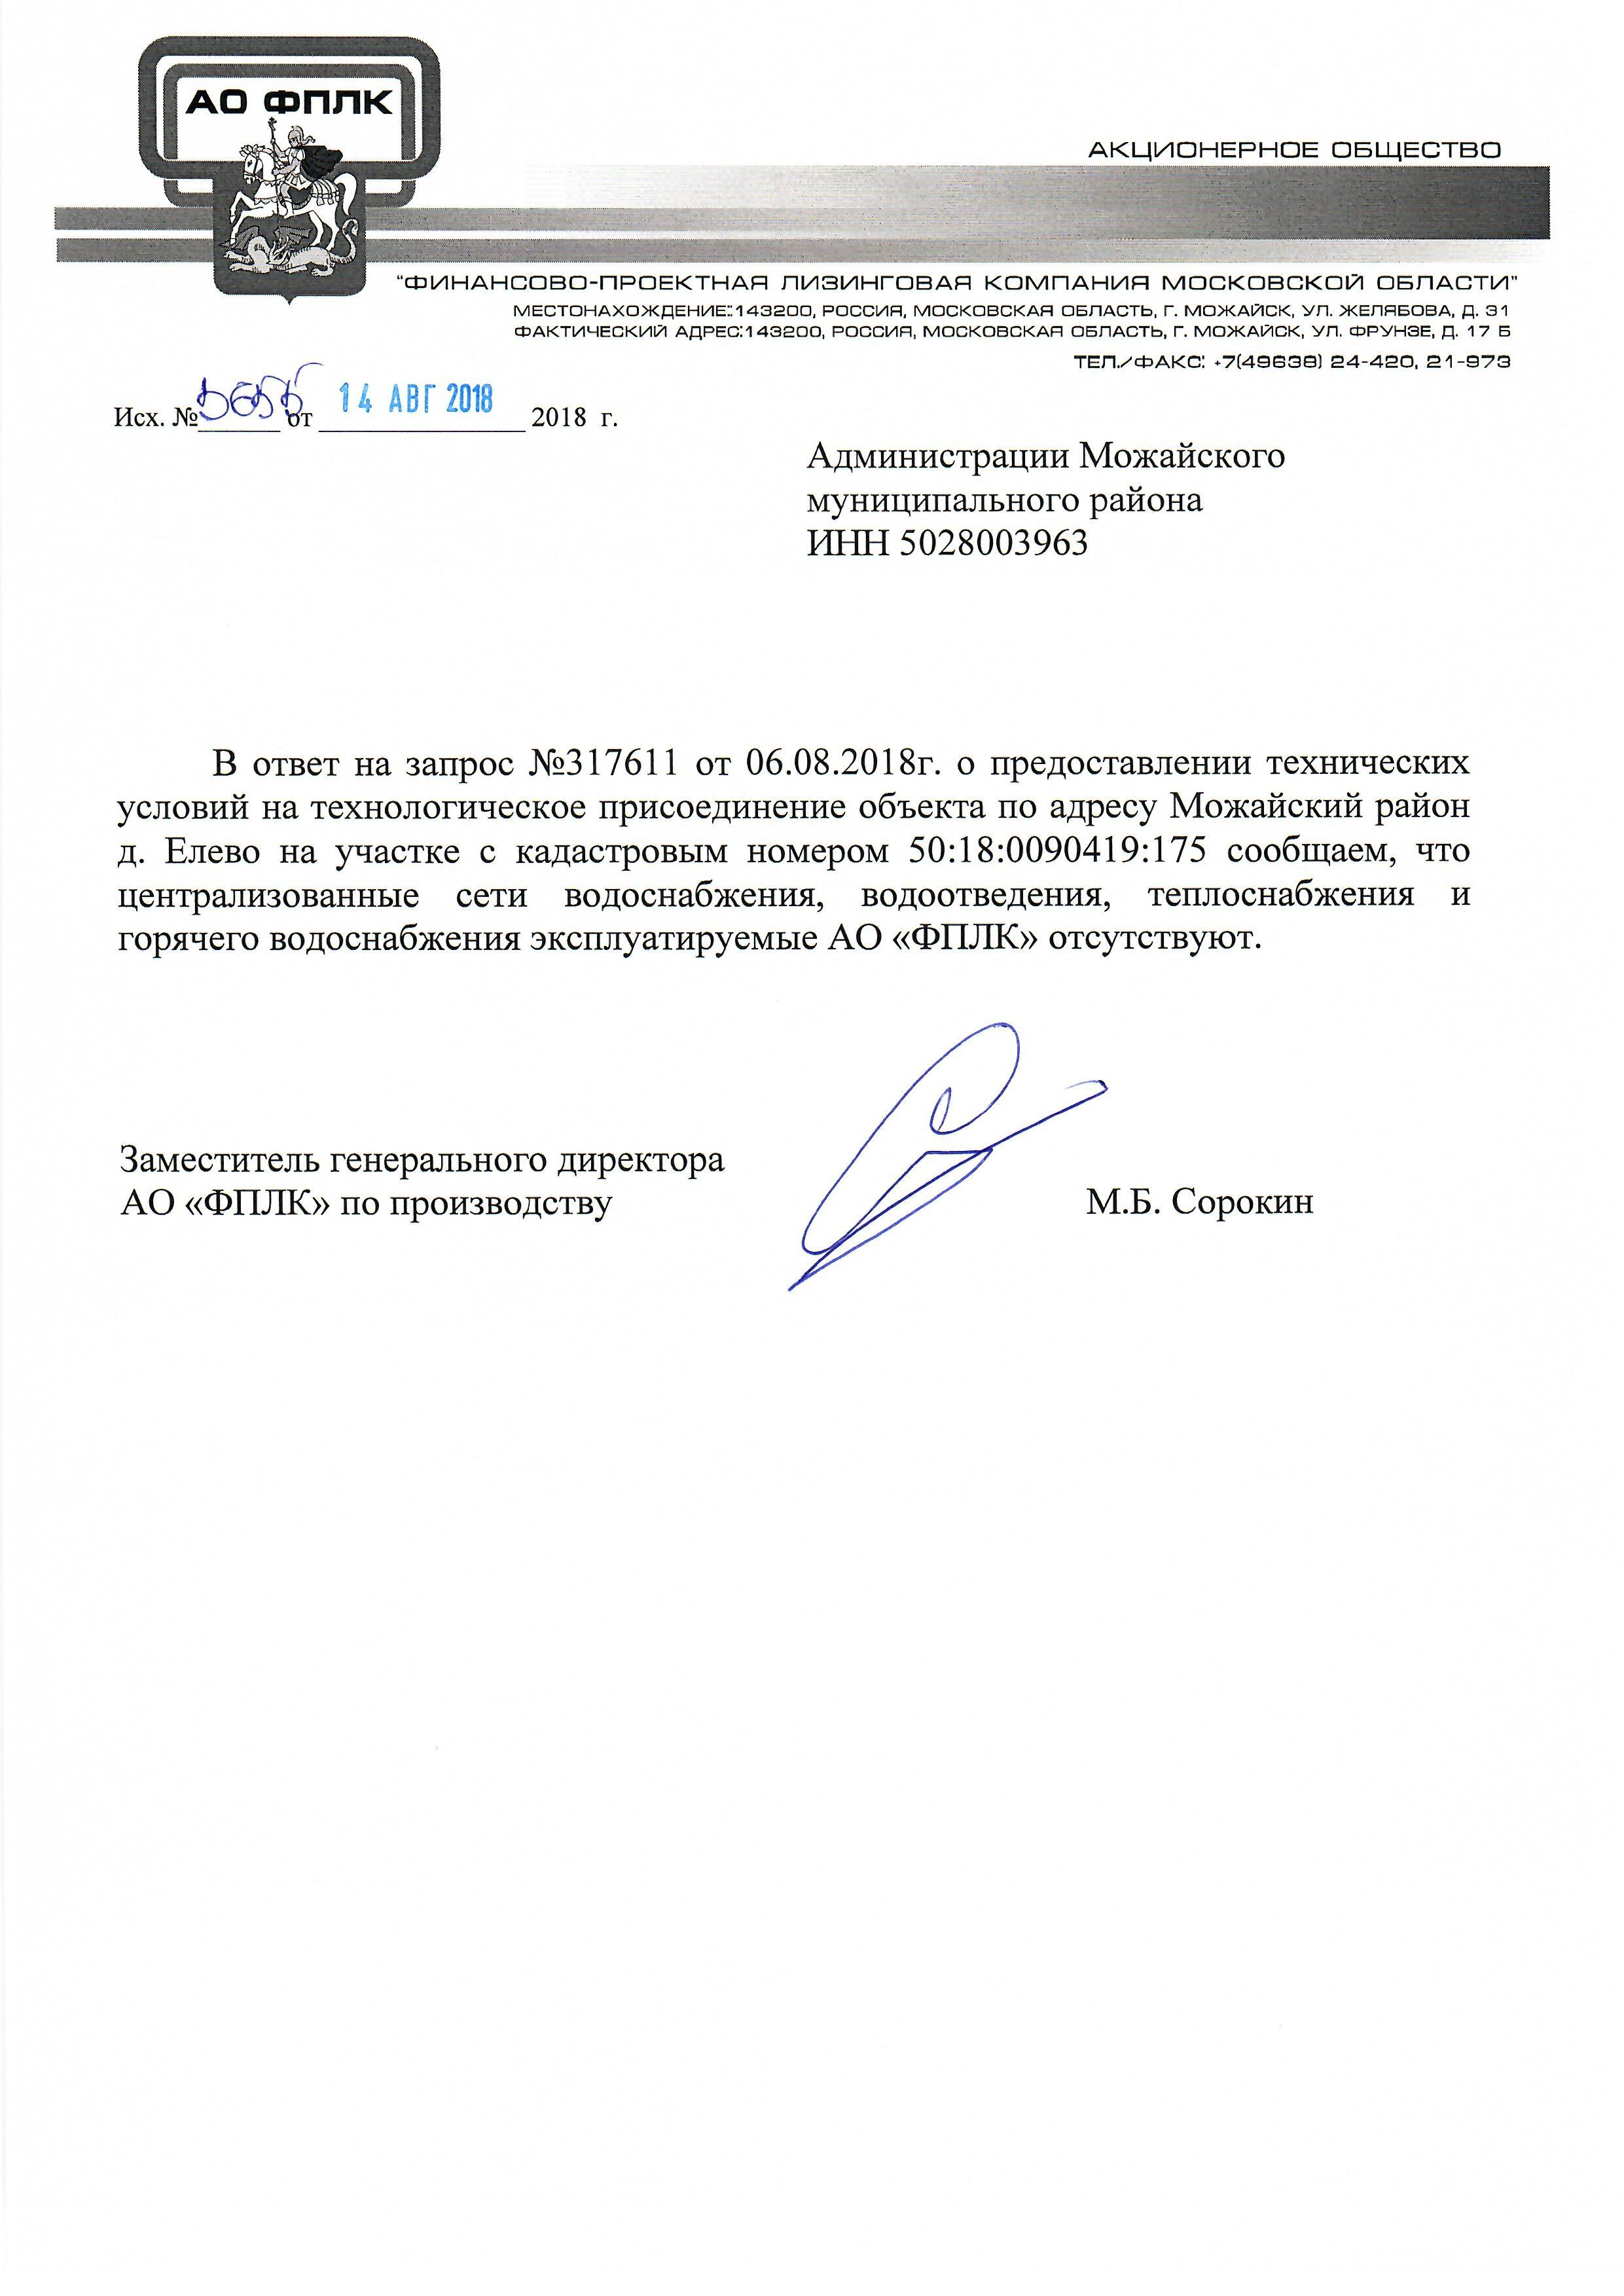 АО ФПЛК
АКЦИОНЕРНОЕ ОБЩЕСТВО
"ФИНАНСОВО-ПРОЕКТНАЯ ЛИЗИНГОВАЯ КОМПАНИЯ МОСКОВСКОЙ ОБЛАСТИ"
МЕСТОНАХОЖДЕНИЕ:143200, РОССИЯ, МОСКОВСКАЯ ОБЛАСТЬ, Г. МОЖАЙСК, УЛ. ЖЕЛЯБОВА, Д. 31
ФАКТИЧЕСКИЙ АДРЕС:143200, РОССИЯ, МОСКОВСКАЯ ОБЛАСТЬ, Г. МОЖАЙСК, УЛ. ФРУНЗЕ, Д. 17 Б
ТЕЛ./ФАКС: +7(49638) 24-420, 21-973
Исх. № от 14 АВГ 2018 2018 г.
Администрации Можайского
муниципального района
ИНН 5028003963
В ответ на запрос №317611 от 06.08.2018г. о предоставлении технических
условий на технологическое присоединение объекта по адресу Можайский район
д. Елево на участке с кадастровым номером 50:18:0090419:175 сообщаем, что
централизованные сети водоснабжения, водоотведения, теплоснабжения и
горячего водоснабжения эксплуатируемые АО «ФПЛК» отсутствуют.
Заместитель генерального директора
АО «ФПЛК» по производству
М.Б. Сорокин